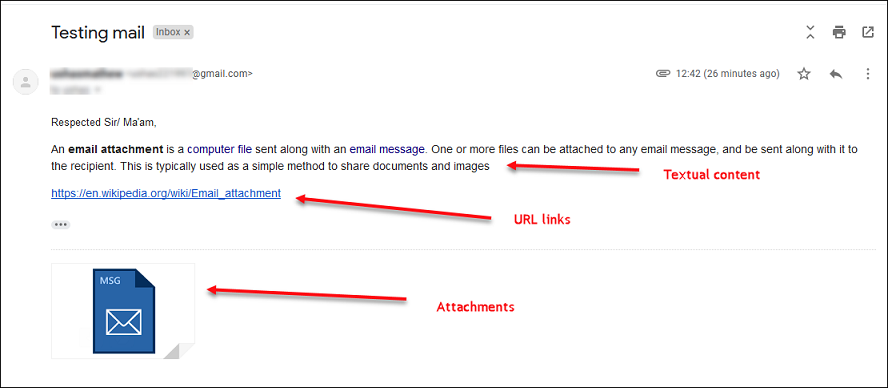 Testing mail Inbox ×
@gmail.com>
12:42 (26 minutes ago)
Respected Sir/ Ma'am,
An email attachment is a computer file sent along with an email message. One or more files can be attached to any email message, and be sent along with it to
the recipient. This is typically used as a simple method to share documents and images
Textual content
https://en.wikipedia.org/wiki/Email_attachment
URL links
MSG
Attachments